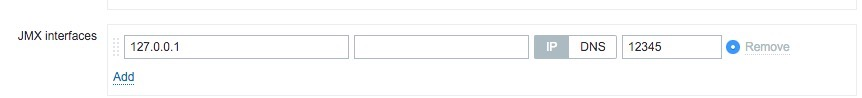 JMX interfaces 127.0.0.1 IP DNS 12345 Remove
Add